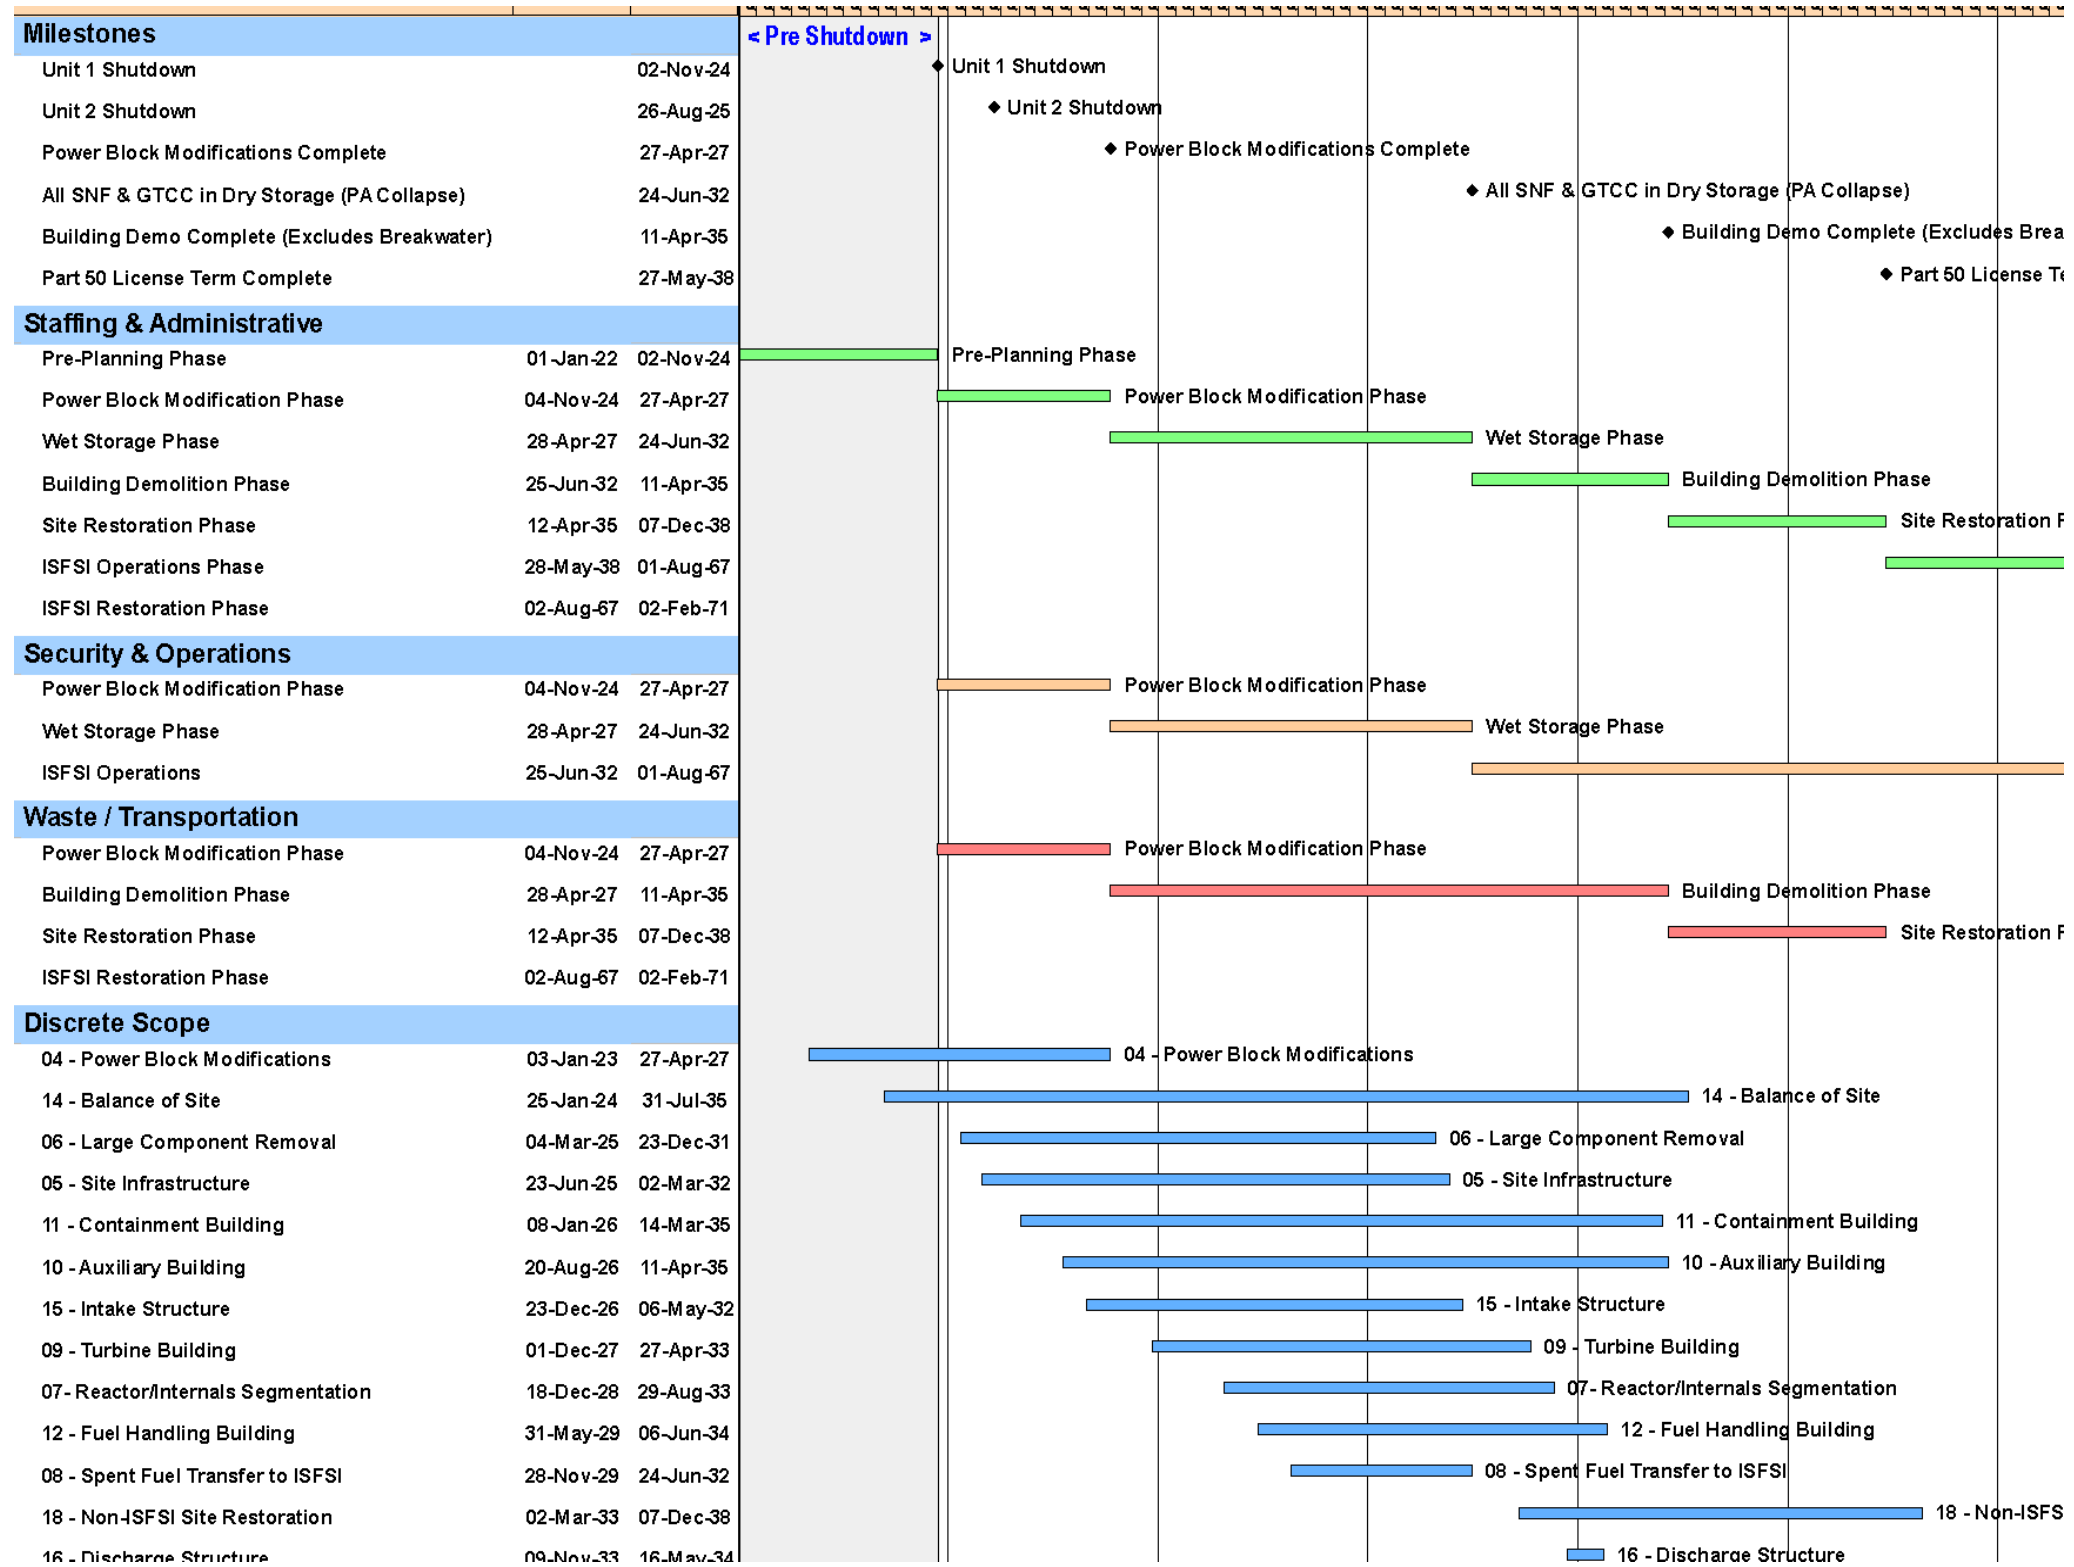 Milestones
< Pre Shutdown >
Unit 1 Shutdown 02-Nov-24 Unit 1 Shutdown
Unit 2 Shutdown 26-Aug-25 Unit 2 Shutdown
Power Block Modifications Complete 27-Apr-27 Power Block Modifications Complete
All SNF & GTCC in Dry Storage (PA Collapse) 24-Jun-32 All SNF & GTCC in Dry Storage (PA Collapse)
Building Demo Complete (Excludes Breakwater) 11-Apr-35 Building Demo Complete (Excludes Brea
Part 50 License Term Complete 27-May-38 Part 50 License Te
Staffing & Administrative
Pre-Planning Phase 01-Jan-22 02-Nov-24 Pre-Planning Phase
Power Block Modification Phase 04-Nov-24 27-Apr-27 Power Block Modification Phase
Wet Storage Phase 28-Apr-27 24-Jun-32 Wet Storage Phase
Building Demolition Phase 25-Jun-32 11-Apr-35 Building Demolition Phase
Site Restoration Phase 12-Apr-35 07-Dec-38 Site Restoration P
ISFSI Operations Phase 28-May-38 01-Aug-67
ISFSI Restoration Phase 02-Aug-67 02-Feb-71
Security & Operations
Power Block Modification Phase 04-Nov-24 27-Apr-27 Power Block Modification Phase
Wet Storage Phase 28-Apr-27 24-Jun-32 Wet Storage Phase
ISFSI Operations 25-Jun-32 01-Aug-67
Waste / Transportation
Power Block Modification Phase 04-Nov-24 27-Apr-27 Power Block Modification Phase
Building Demolition Phase 28-Apr-27 11-Apr-35 Building Demolition Phase
Site Restoration Phase 12-Apr-35 07-Dec-38 Site Restoration P
ISFSI Restoration Phase 02-Aug-67 02-Feb-71
Discrete Scope
04 - Power Block Modifications 03-Jan-23 27-Apr-27 04 - Power Block Modifications
14 - Balance of Site 25-Jan-24 31-Jul-35 14 - Balance of Site
06 - Large Component Removal 04-Mar-25 23-Dec-31 06 - Large Component Removal
05 - Site Infrastructure 23-Jun-25 02-Mar-32 05 - Site Infrastructure
11 - Containment Building 08-Jan-26 14-Mar-35 11 - Containment Building
10 - Auxiliary Building 20-Aug-26 11-Apr-35 10 - Auxiliary Building
15 - Intake Structure 23-Dec-26 06-May-32 15 - Intake Structure
09 - Turbine Building 01-Dec-27 27-Apr-33 09 - Turbine Building
07- Reactor/Internals Segmentation 18-Dec-28 29-Aug-33 07- Reactor/Internals Segmentation
12 - Fuel Handling Building 31-May-29 06-Jun-34 12 - Fuel Handling Building
08 - Spent Fuel Transfer to ISFSI 28-Nov-29 24-Jun-32 08 - Spent Fuel Transfer to ISFSI
18 - Non-ISFSI Site Restoration 02-Mar-33 07-Dec-38 18 - Non-ISFS
16 - Discharge Structure 09-Nov-33 16-May-34 16 - Discharge Structure